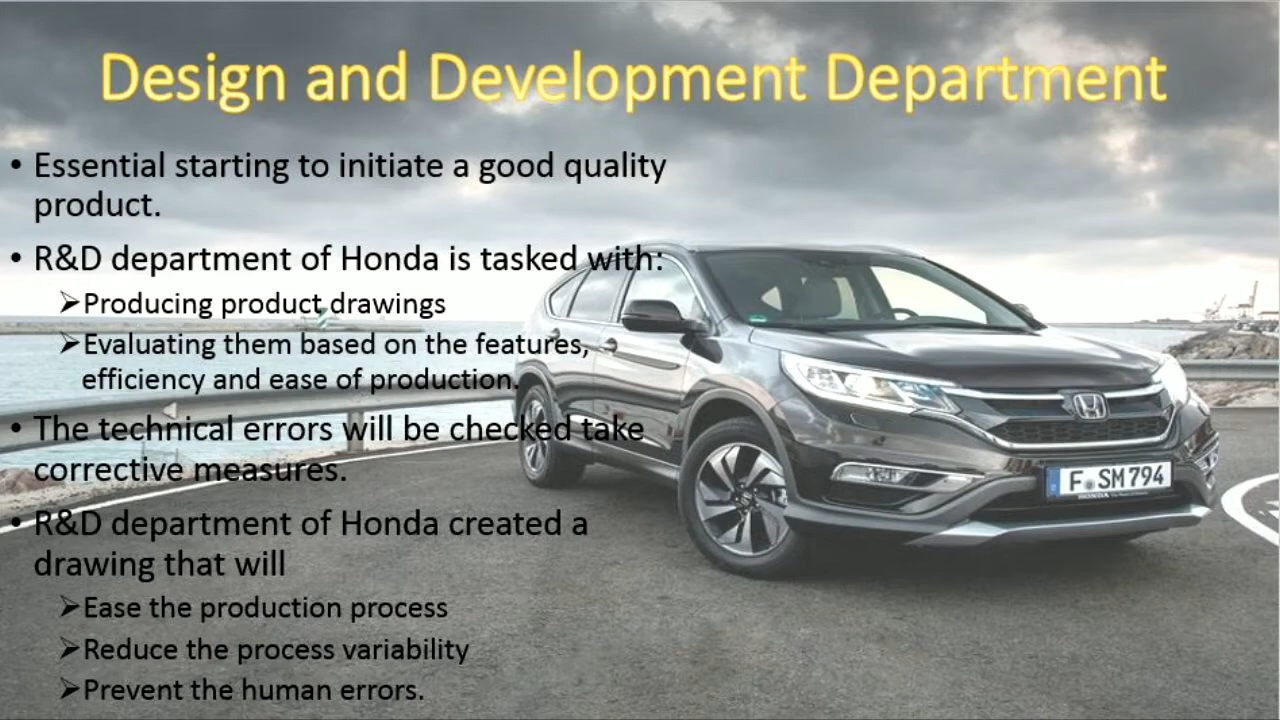 Design and Development Department
• Essential starting to initiate a good quality
product.
• R&D department of Honda is tasked with:
➢Producing product drawings
➢Evaluating them based on the features,
efficiency and ease of production.
• The technical errors will be checked take
corrective measures.
• R&D department of Honda created a
drawing that will
➢Ease the production process
➢Reduce the process variability
➢Prevent the human errors.
F SM 794
HONDA